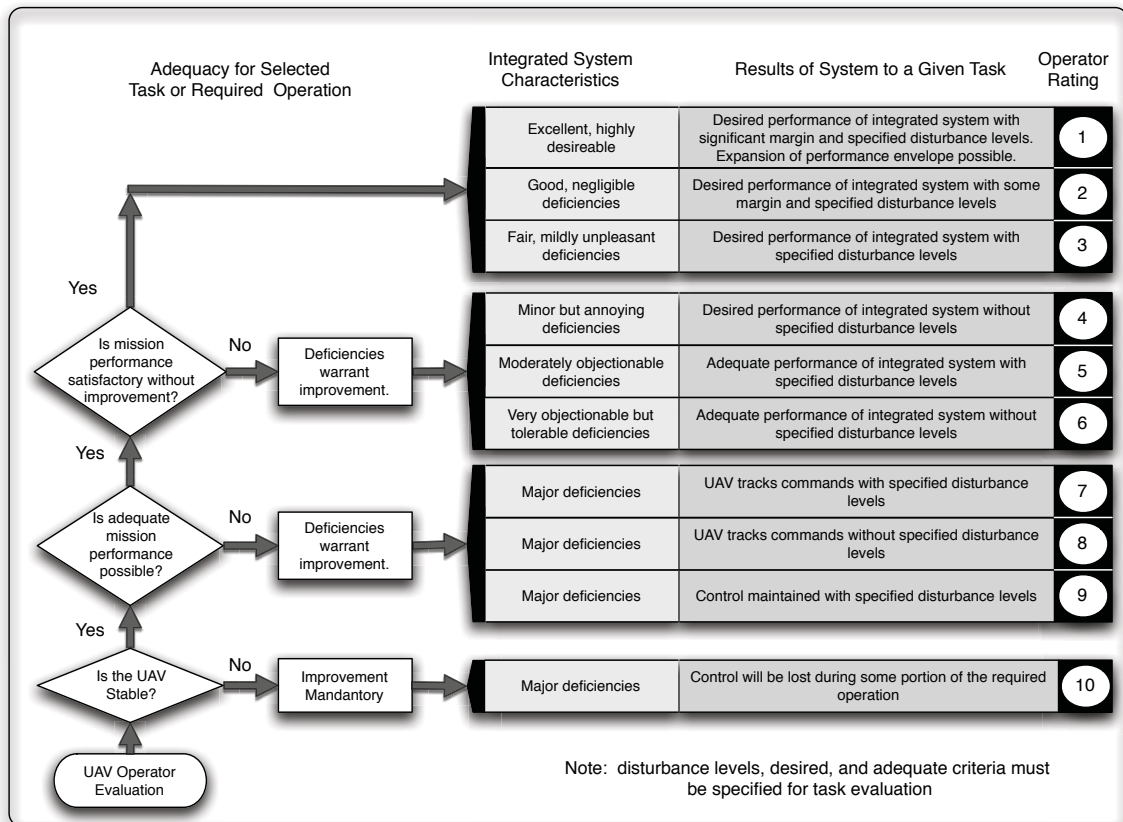 Adequacy for Selected
Task or Required Operation
Integrated System
Characteristics
Results of System to a Given Task
Operator
Rating
Excellent, highly
desireable
Desired performance of integrated system with
significant margin and specified disturbance levels.
Expansion of performance envelope possible.
1
Good, negligible
deficiencies
Desired performance of integrated system with some
margin and specified disturbance levels
2
Fair, mildly unpleasant
deficiencies
Desired performance of integrated system with
specified disturbance levels
3
Yes
Is mission
performance
satisfactory without
improvement?
No
Deficiencies
warrant
improvement.
Minor but annoying
deficiencies
Desired performance of integrated system without
specified disturbance levels
4
Moderately objectionable
deficiencies
Adequate performance of integrated system with
specified disturbance levels
5
Very objectionable but
tolerable deficiencies
Adequate performance of integrated system without
specified disturbance levels
6
Yes
Is adequate
mission
performance
possible?
No
Deficiencies
warrant
improvement.
Major deficiencies
UAV tracks commands with specified disturbance
levels
7
Major deficiencies
UAV tracks commands without specified disturbance
levels
8
Major deficiencies
Control maintained with specified disturbance levels
9
Yes
Is the UAV
Stable?
No
Improvement
Mandantory
Major deficiencies
Control will be lost during some portion of the required
operation
10
UAV Operator
Evaluation
Note: disturbance levels, desired, and adequate criteria must
be specified for task evaluation